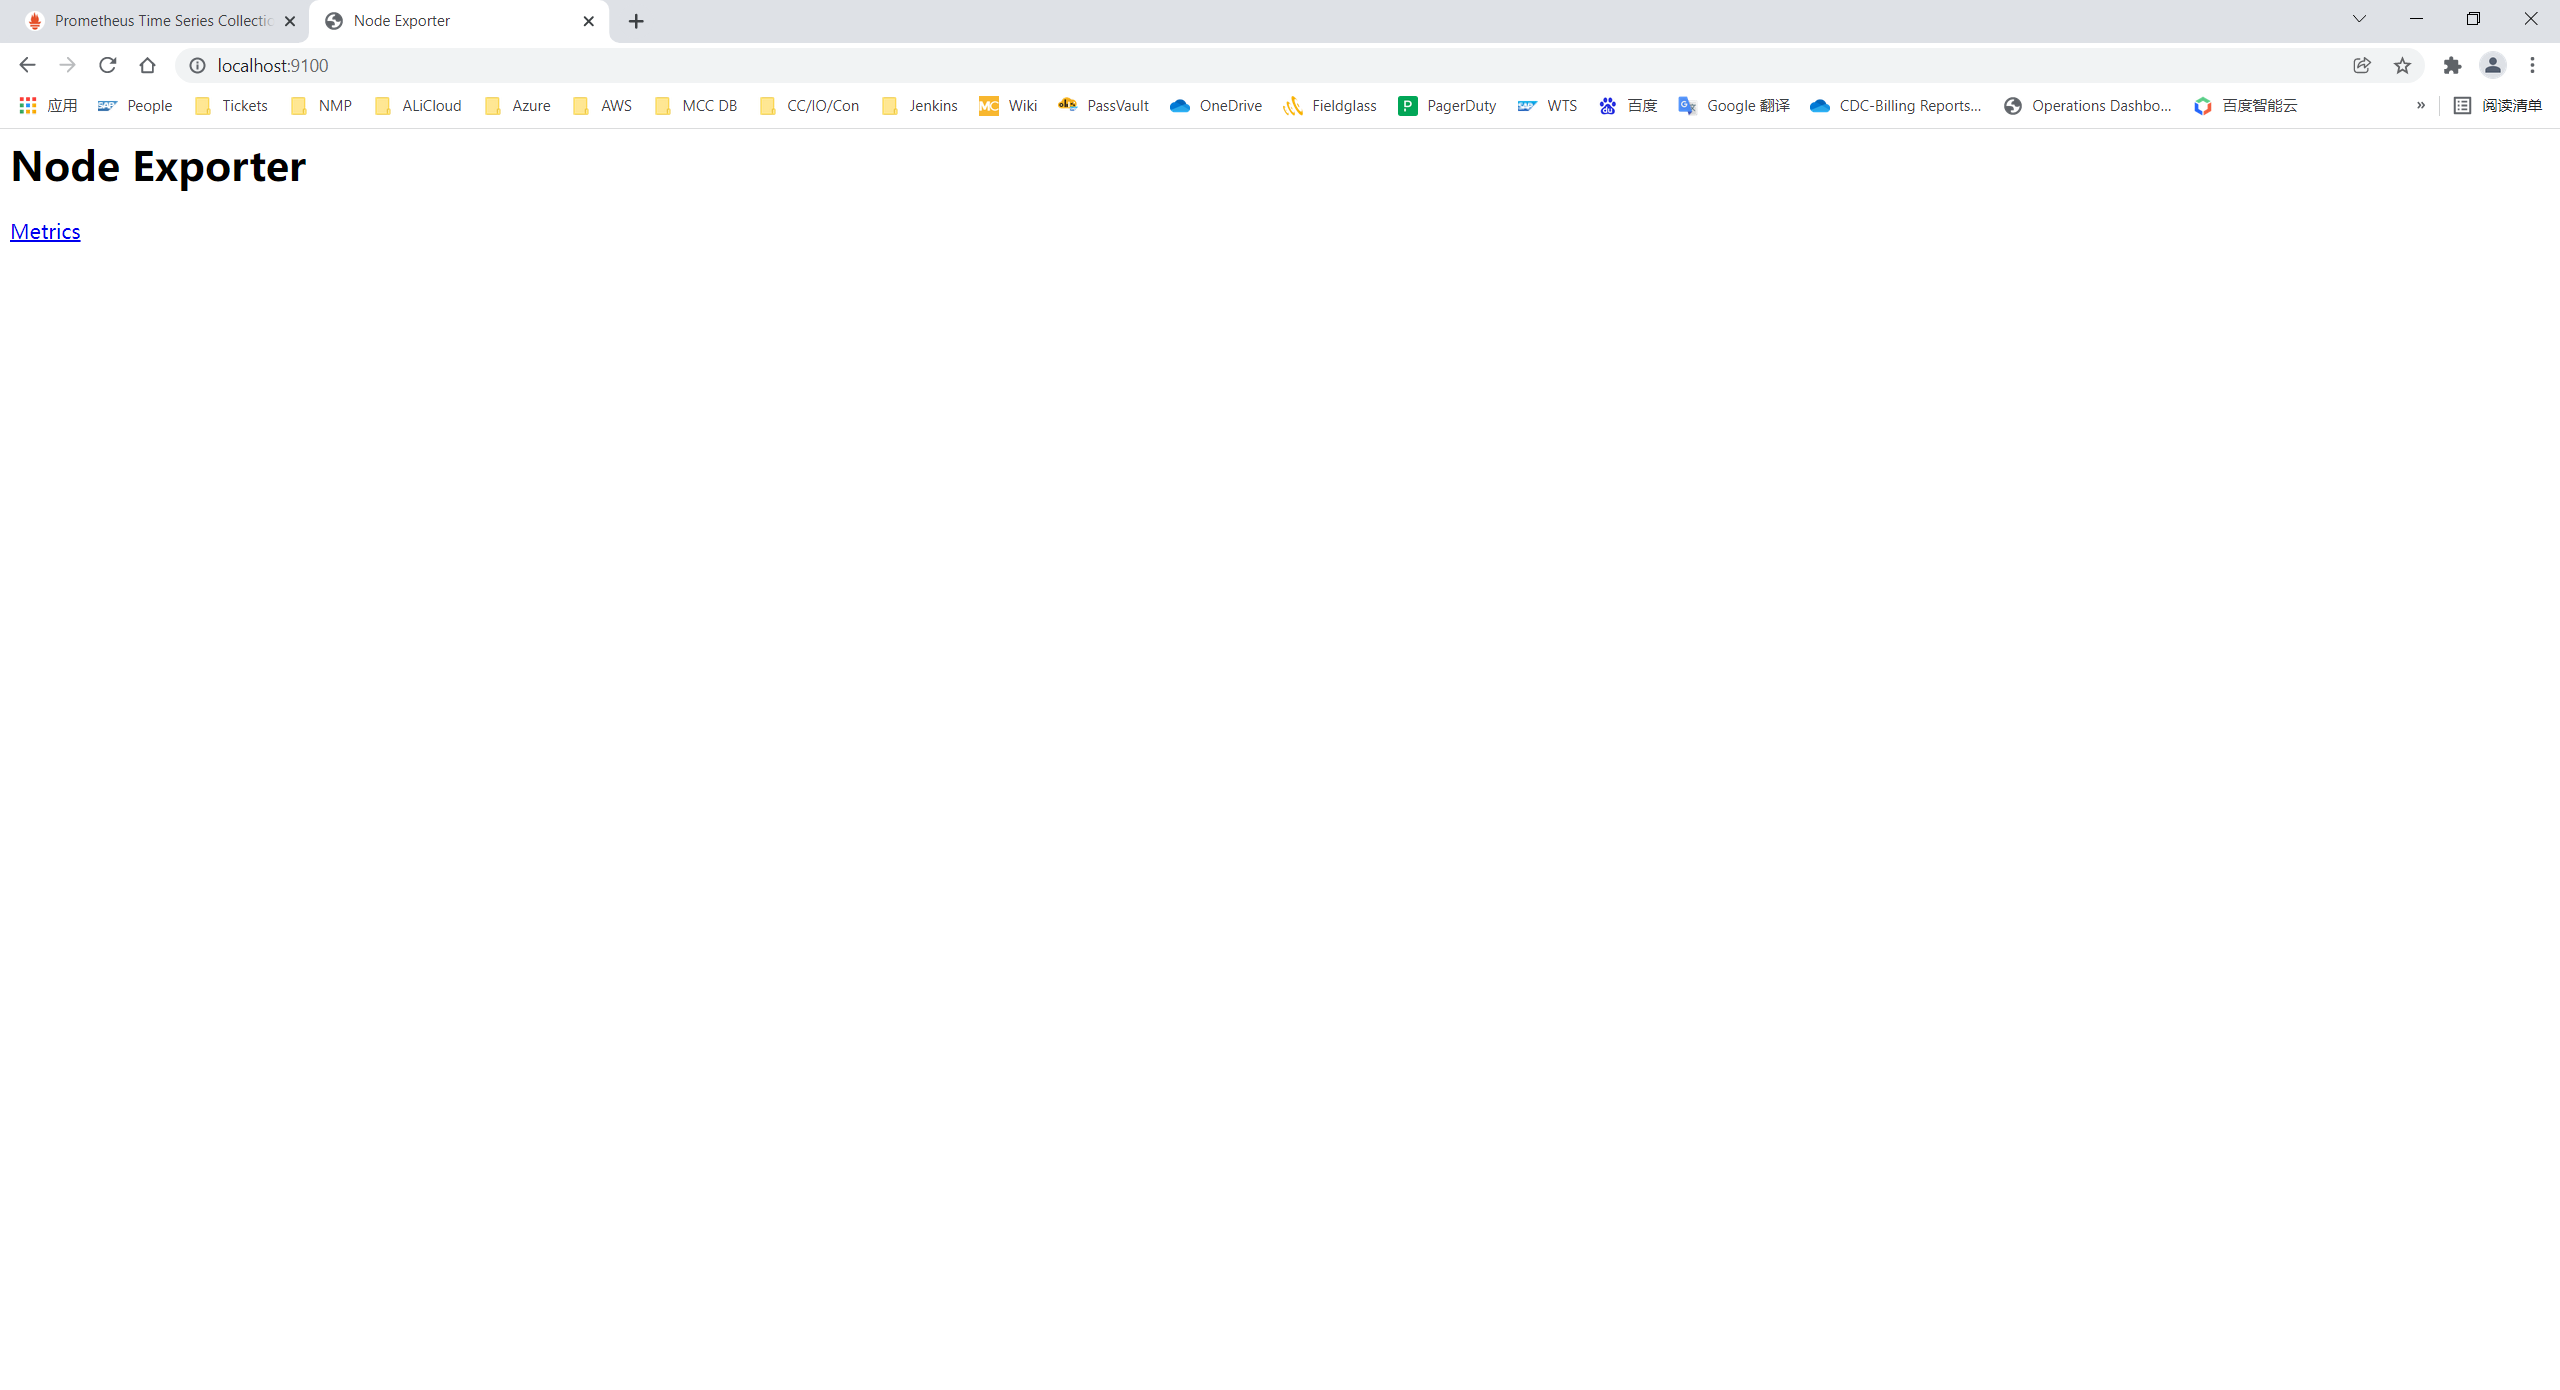 Prometheus Time Series Collectio
Node Exporter
localhost:9100
应用 People Tickets NMP ALiCloud Azure AWS MCC DB CC/IO/Con Jenkins Wiki PassVault OneDrive Fieldglass PagerDuty WTS 百度 Google 翻译 CDC-Billing Reports... Operations Dashbo... 百度智能云 » 阅读清单
Node Exporter
Metrics